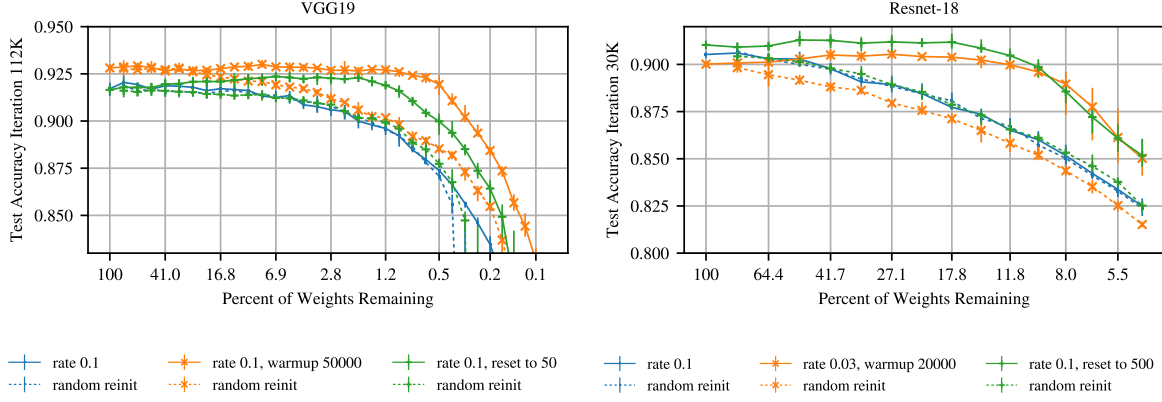 VGG19
Test Accuracy Iteration 112K
0.950
0.925
0.900
0.875
0.850
100 41.0 16.8 6.9 2.8 1.2 0.5 0.2 0.1
Percent of Weights Remaining
rate 0.1
random reinit
rate 0.1, warmup 50000
random reinit
rate 0.1, reset to 50
random reinit
Resnet-18
Test Accuracy Iteration 30K
0.900
0.875
0.850
0.825
0.800
100 64.4 41.7 27.1 17.8 11.8 8.0 5.5
Percent of Weights Remaining
rate 0.1
random reinit
rate 0.03, warmup 20000
random reinit
rate 0.1, reset to 500
random reinit